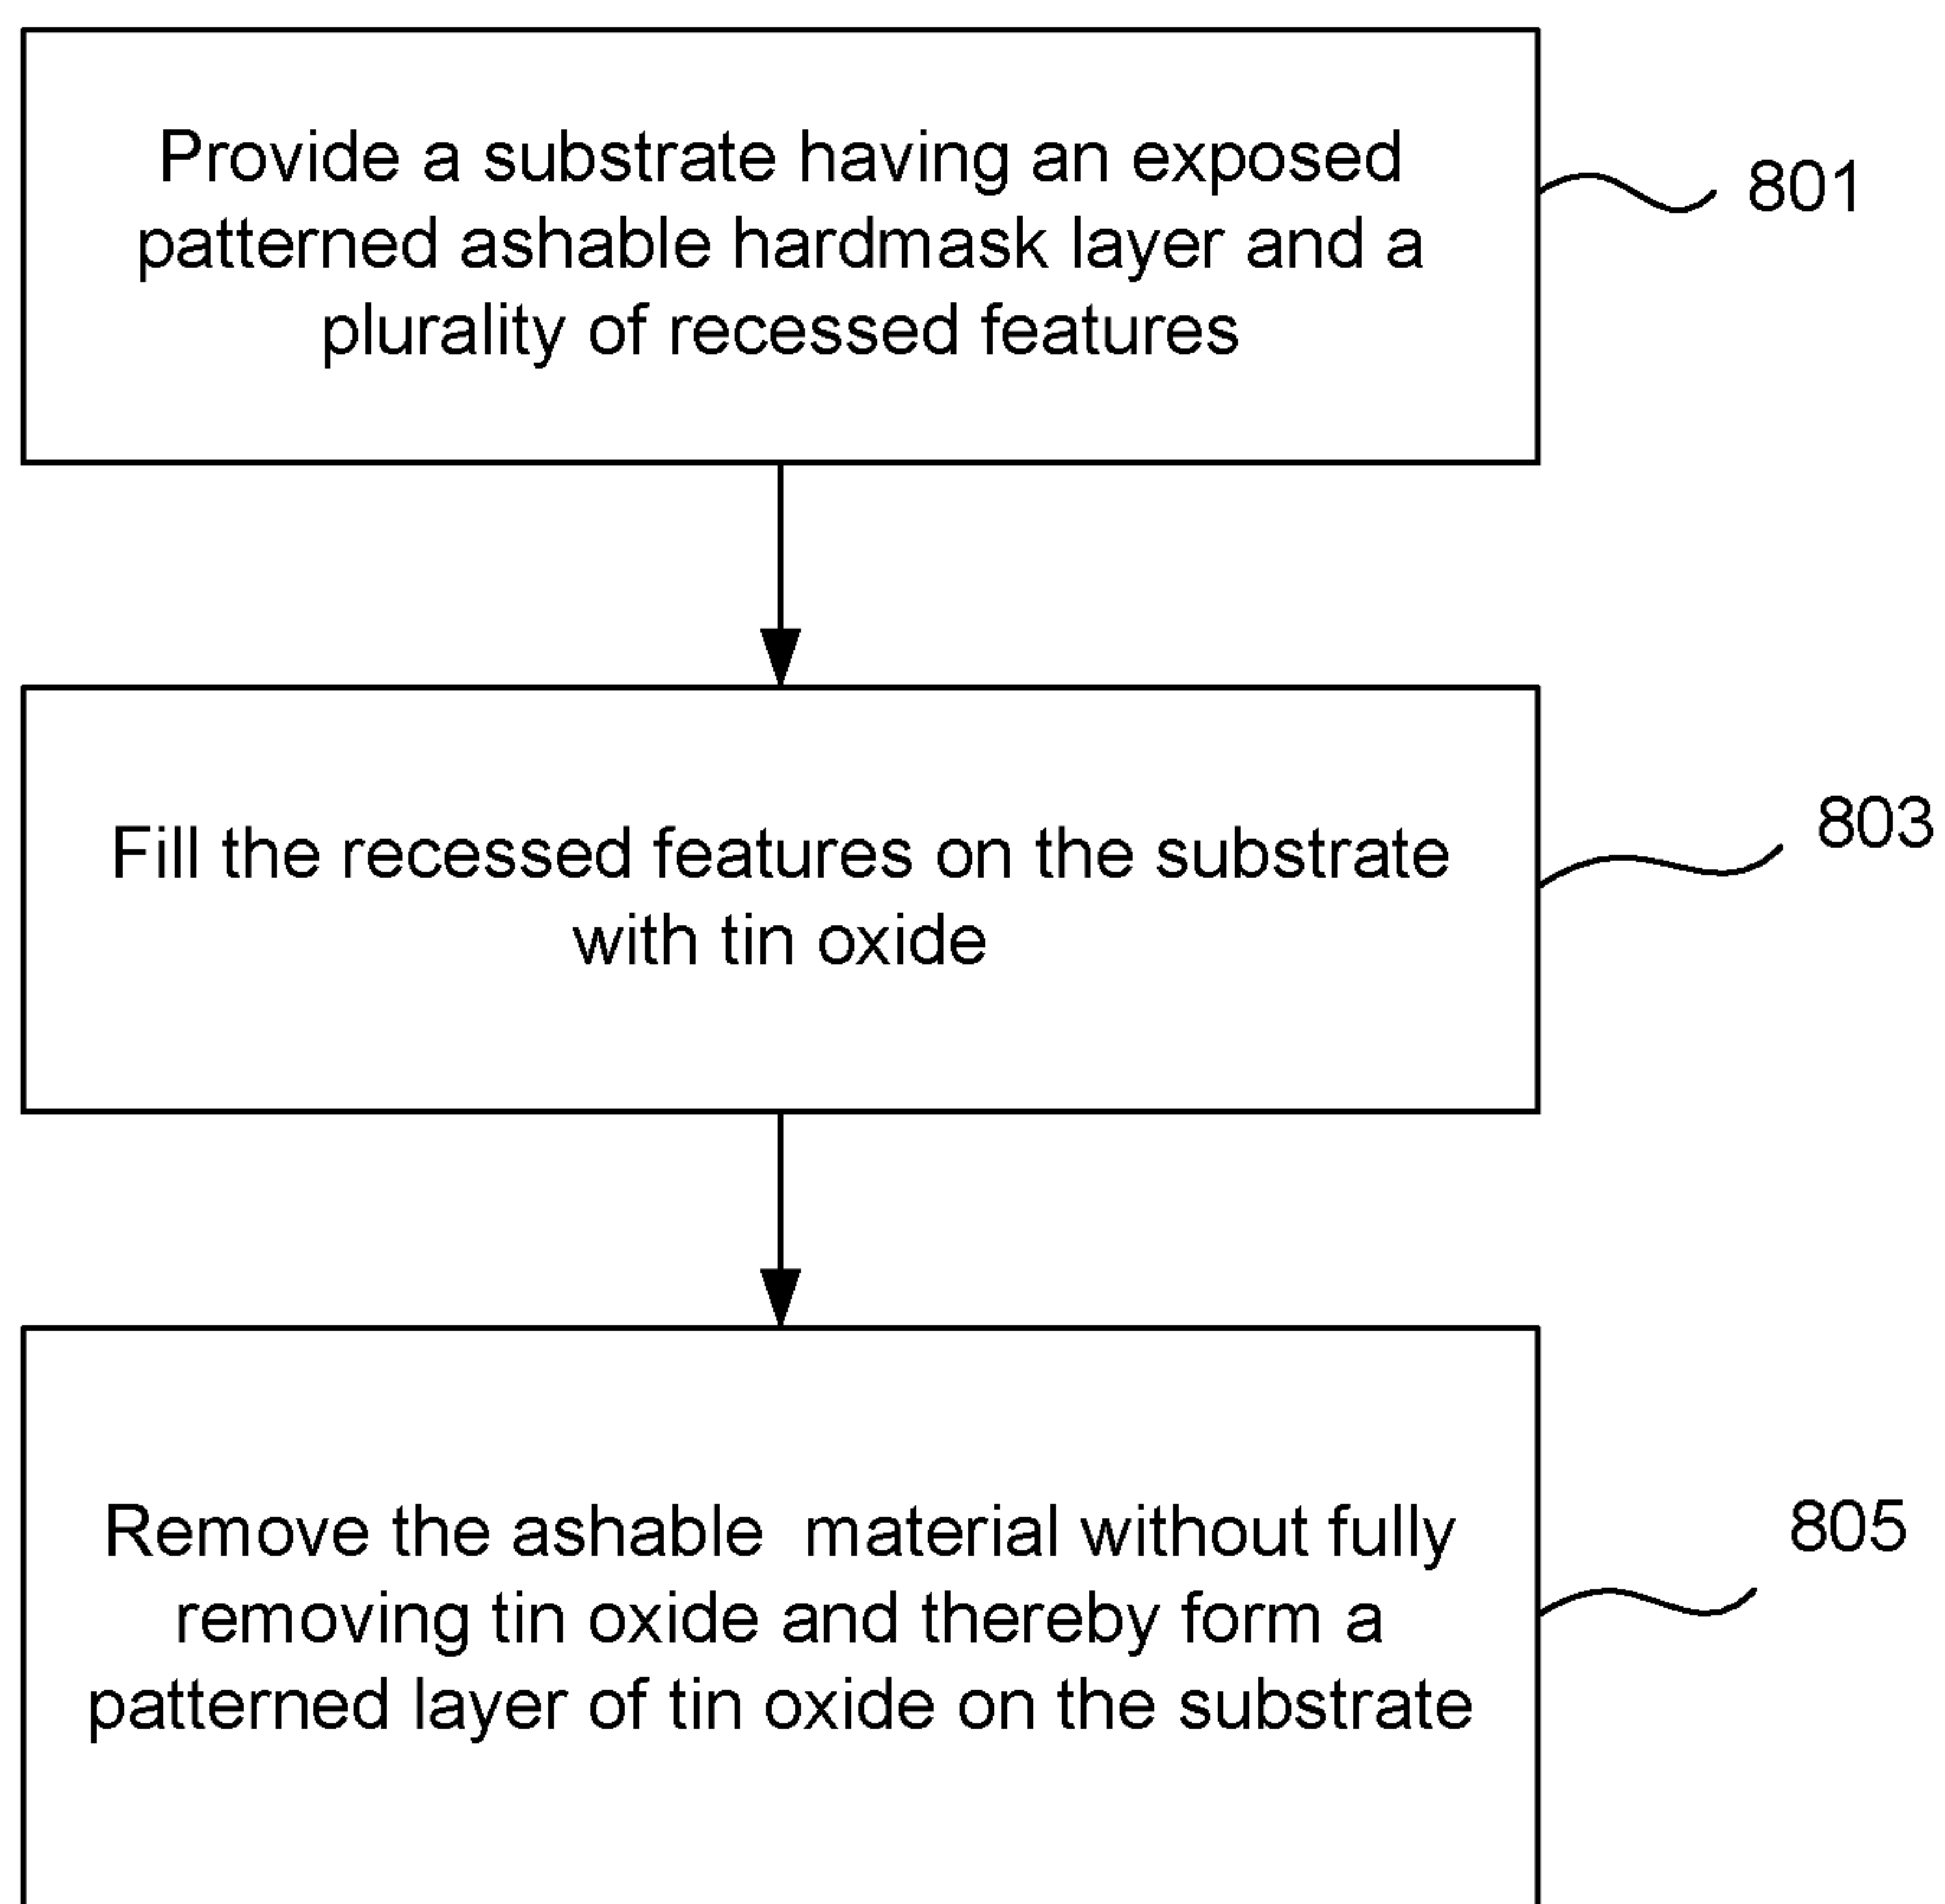 Provide a substrate having an exposed
patterned ashable hardmask layer and a
plurality of recessed features
801
Fill the recessed features on the substrate
with tin oxide
803
Remove the ashable material without fully
removing tin oxide and thereby form a
patterned layer of tin oxide on the substrate
805